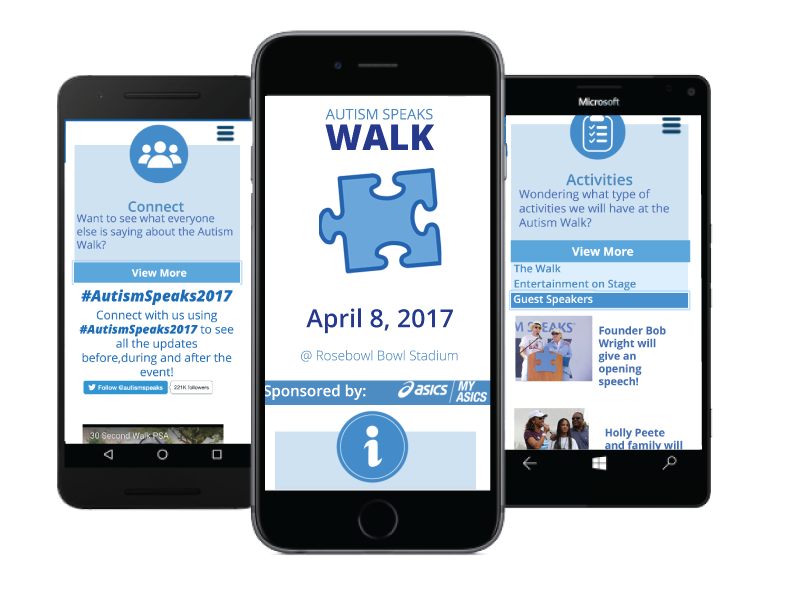 Connect
Want to see what everyone
else is saying about the Autism
Walk?
View More
#AutismSpeaks2017
Connect with us using
#AutismSpeaks2017 to see
all the updates
before,during and after the
event!
Follow @autismspeaks
221K followers
30 Second Walk PSA
AUTISM SPEAKS
WALK
April 8, 2017
@ Rosebowl Bowl Stadium
Sponsored by:
asics
MY
ASICS
i
Microsoft
Activities
Wondering what type of
activities we will have at the
Autism Walk?
View More
The Walk
Entertainment on Stage
Guest Speakers
M SPEAKS
Founder Bob
Wright will
give an
opening
speech!
Holly Peete
and family will